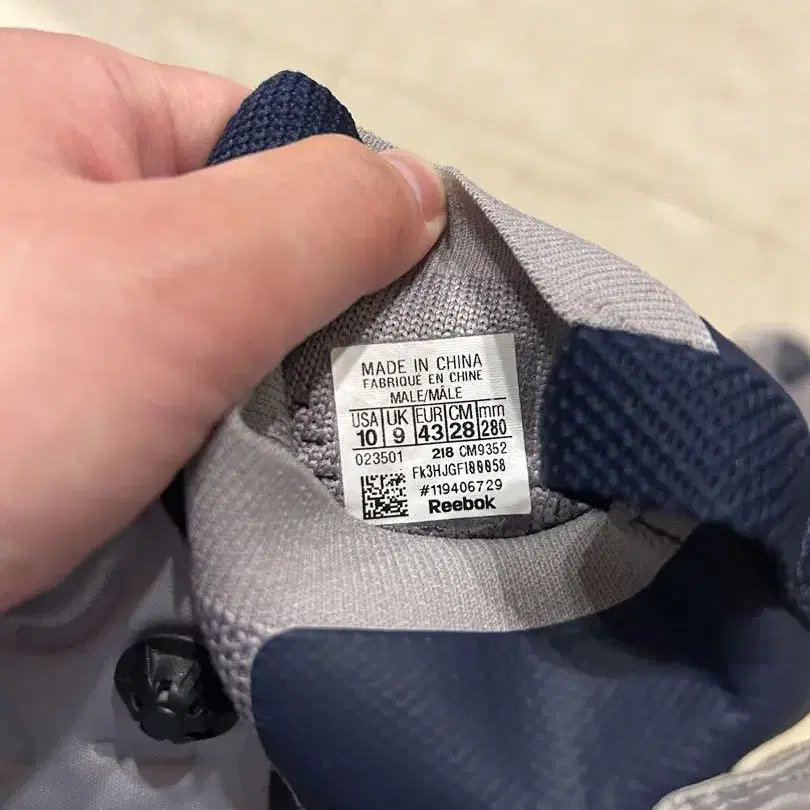 MADE IN CHINA
FABRIQUÉ EN CHINE
MALE/MÂLE
USA UK EUR CM mm
10 9 43 28 280
023501 218 CM9352
FK3HJGF100058
#119406729
Reebok